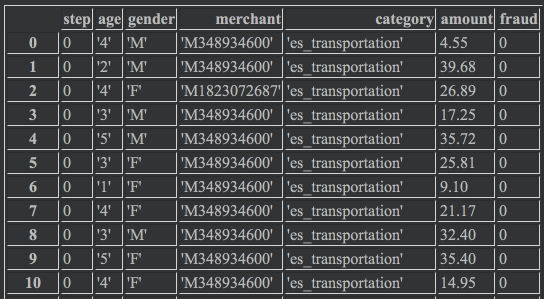 step age gender merchant category amount fraud
0 0 '4' 'M' 'M348934600' 'es_transportation' 4.55 0
1 0 '2' 'M' 'M348934600' 'es_transportation' 39.68 0
2 0 '4' 'F' 'M1823072687' 'es_transportation' 26.89 0
3 0 '3' 'M' 'M348934600' 'es_transportation' 17.25 0
4 0 '5' 'M' 'M348934600' 'es_transportation' 35.72 0
5 0 '3' 'F' 'M348934600' 'es_transportation' 25.81 0
6 0 '1' 'F' 'M348934600' 'es_transportation' 9.10 0
7 0 '4' 'F' 'M348934600' 'es_transportation' 21.17 0
8 0 '3' 'M' 'M348934600' 'es_transportation' 32.40 0
9 0 '5' 'F' 'M348934600' 'es_transportation' 35.40 0
10 0 '4' 'F' 'M348934600' 'es_transportation' 14.95 0